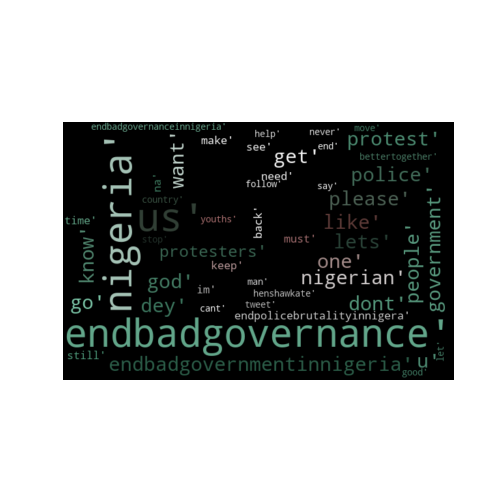 endbadgovernanceinnigeria'
help'
never'
move'
make'
see'
end'
protest'
nigeria'
want'
get'
bettertogether'
na'
need'
police'
follow'
say'
country'
please'
us'
youths'
back'
like'
time'
know'
stop'
must'
lets'
people'
government'
protesters'
keep'
one'
god'
man'
nigerian'
im'
henshawkate'
go'
dey'
cant'
tweet'
dont'
endpolicebrutalityinnigera'
endbadgovernance'
still'
endbadgovernmentinnigeria'
u'
let'
good'